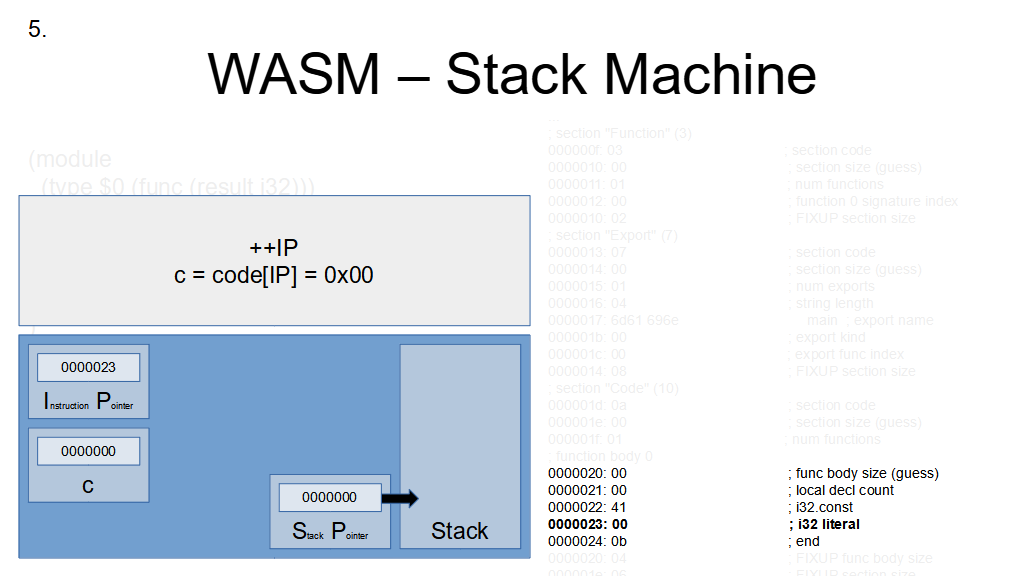 5.
WASM – Stack Machine
(module
(type $0 (func (result i32)))
++IP
c = code[IP] = 0x00
0000023
Instruction Pointer
0000000
c
0000000
Stack Pointer
Stack
...
; section "Function" (3)
000000f: 03 ; section code
0000010: 00 ; section size (guess)
0000011: 01 ; num functions
0000012: 00 ; function 0 signature index
0000010: 02 ; FIXUP section size
; section "Export" (7)
0000013: 07 ; section code
0000014: 00 ; section size (guess)
0000015: 01 ; num exports
0000016: 04 ; string length
0000017: 6d61 696e main ; export name
000001b: 00 ; export kind
000001c: 00 ; export func index
0000014: 08 ; FIXUP section size
; section "Code" (10)
000001d: 0a ; section code
000001e: 00 ; section size (guess)
000001f: 01 ; num functions
; function body 0
0000020: 00 ; func body size (guess)
0000021: 00 ; local decl count
0000022: 41 ; i32.const
0000023: 00 ; i32 literal
0000024: 0b ; end
0000020: 04 ; FIXUP func body size
000001e: 06 ; FIXUP section size